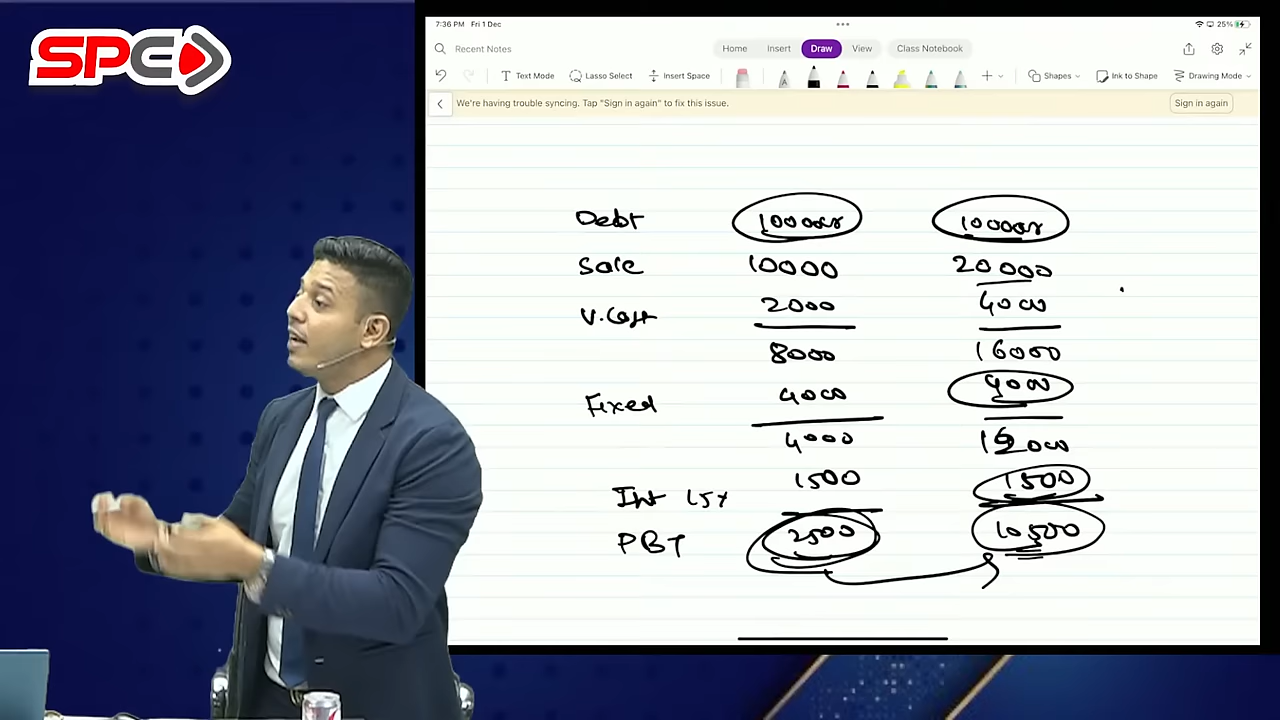 SPC
7:36 PM Fri 1 Dec
25%
Recent Notes
Home Insert Draw View Class Notebook
Text Mode Lasso Select Insert Space Shapes Ink to Shape Drawing Mode
We're having trouble syncing. Tap "Sign in again" to fix this issue. Sign in again
Debt
Sale 10000 20000
V.Cost 2000 4000
8000 16000
Fixed 4000 4000
4000 12000
Int 15% 1500 1500
PBT 2500 10500